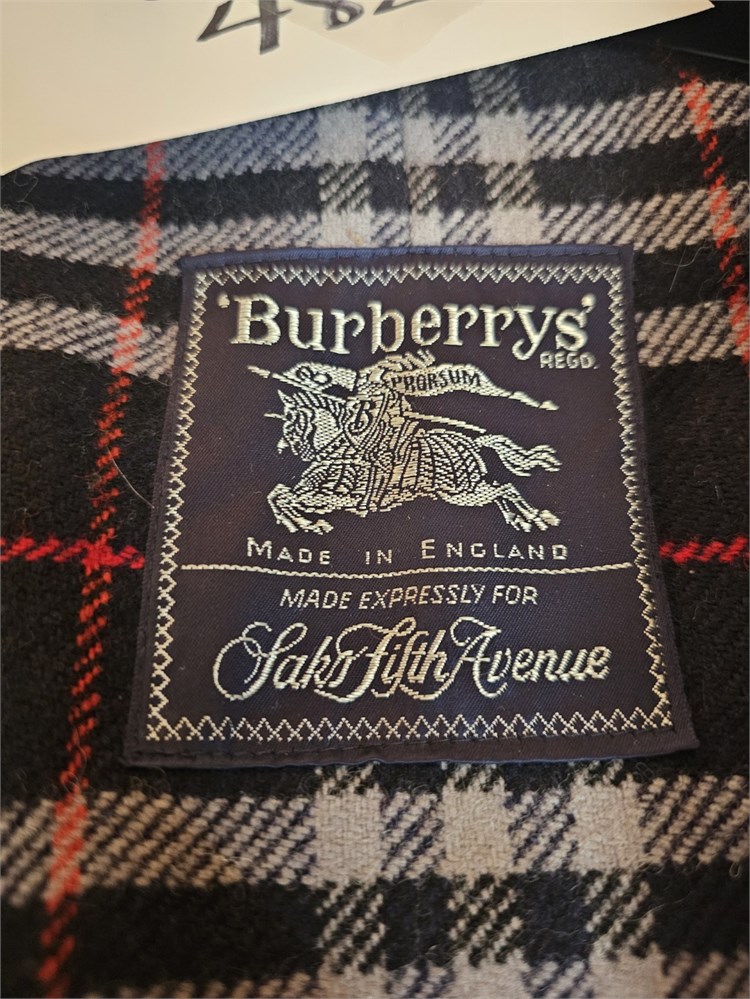 'Burberrys'
REGD.
PRORSUM
B
MADE IN ENGLAND
MADE EXPRESSLY FOR
Saks Fifth Avenue